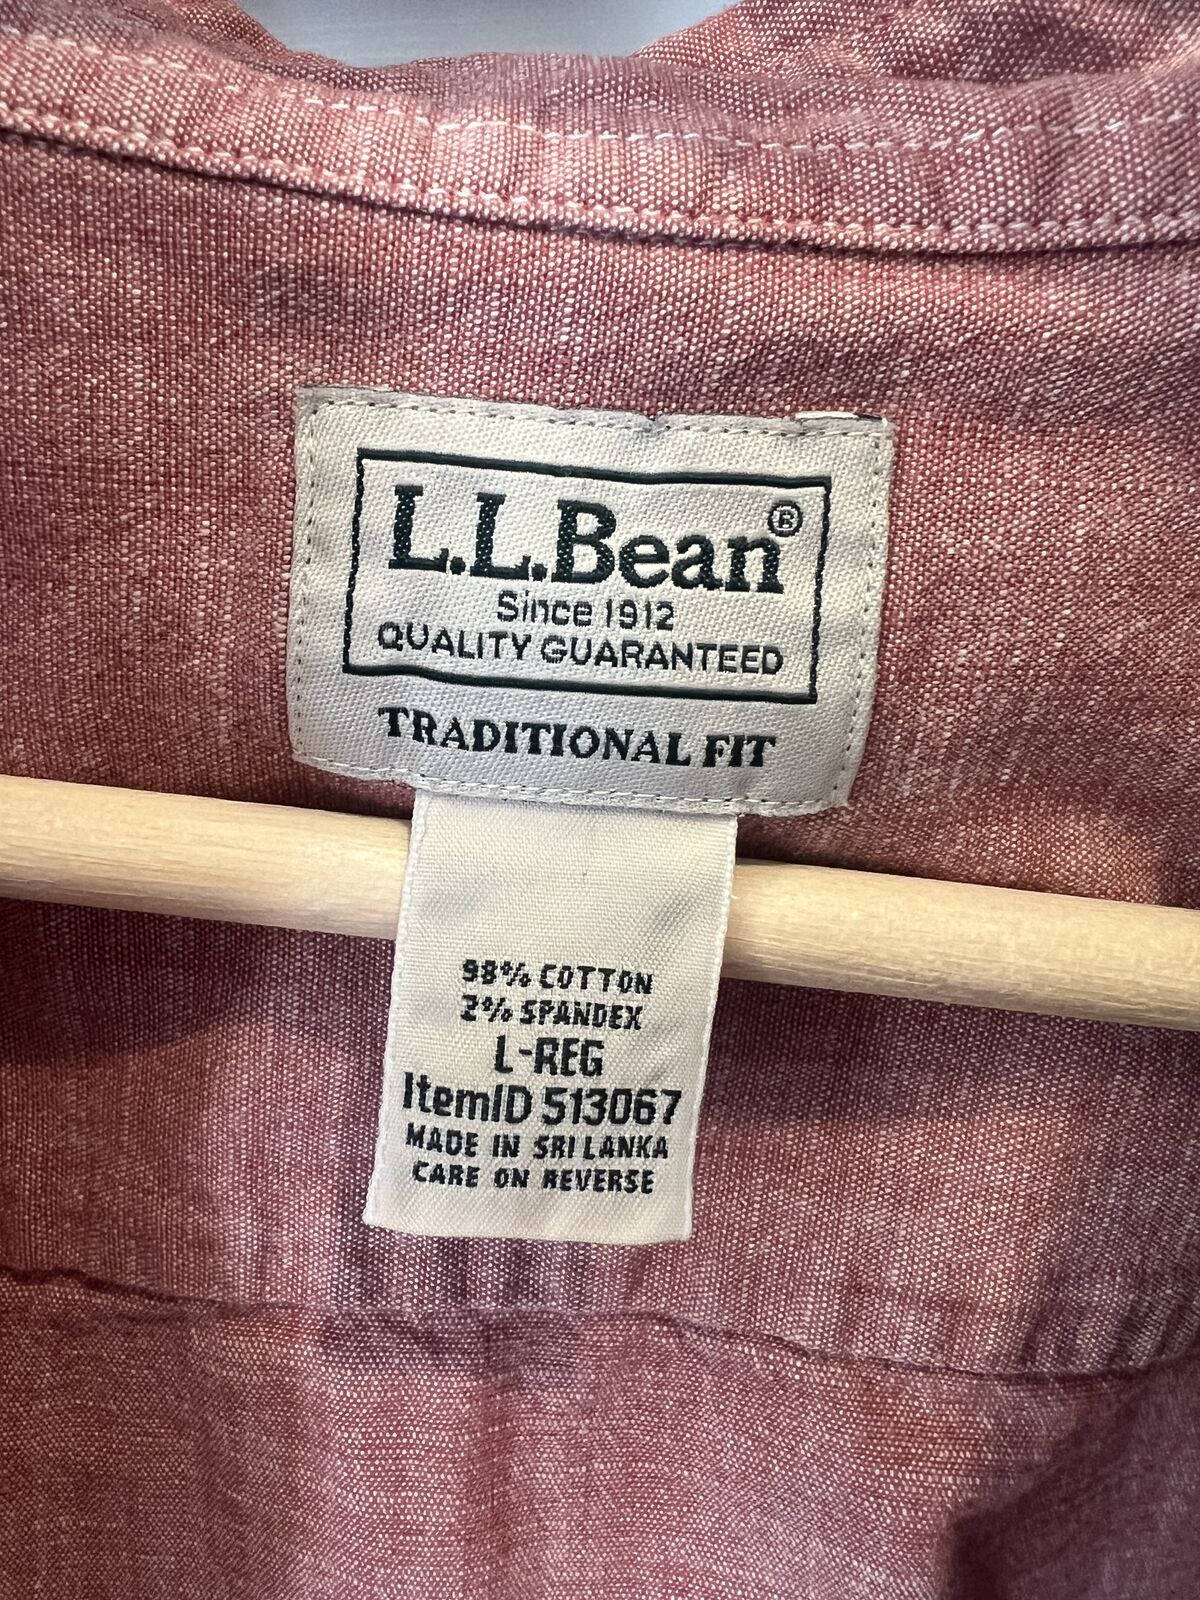 L.L.Bean®
Since 1912
QUALITY GUARANTEED
TRADITIONAL FIT
98% COTTON
2% SPANDEX
L-REG
ItemID 513067
MADE IN SRI LANKA
CARE ON REVERSE